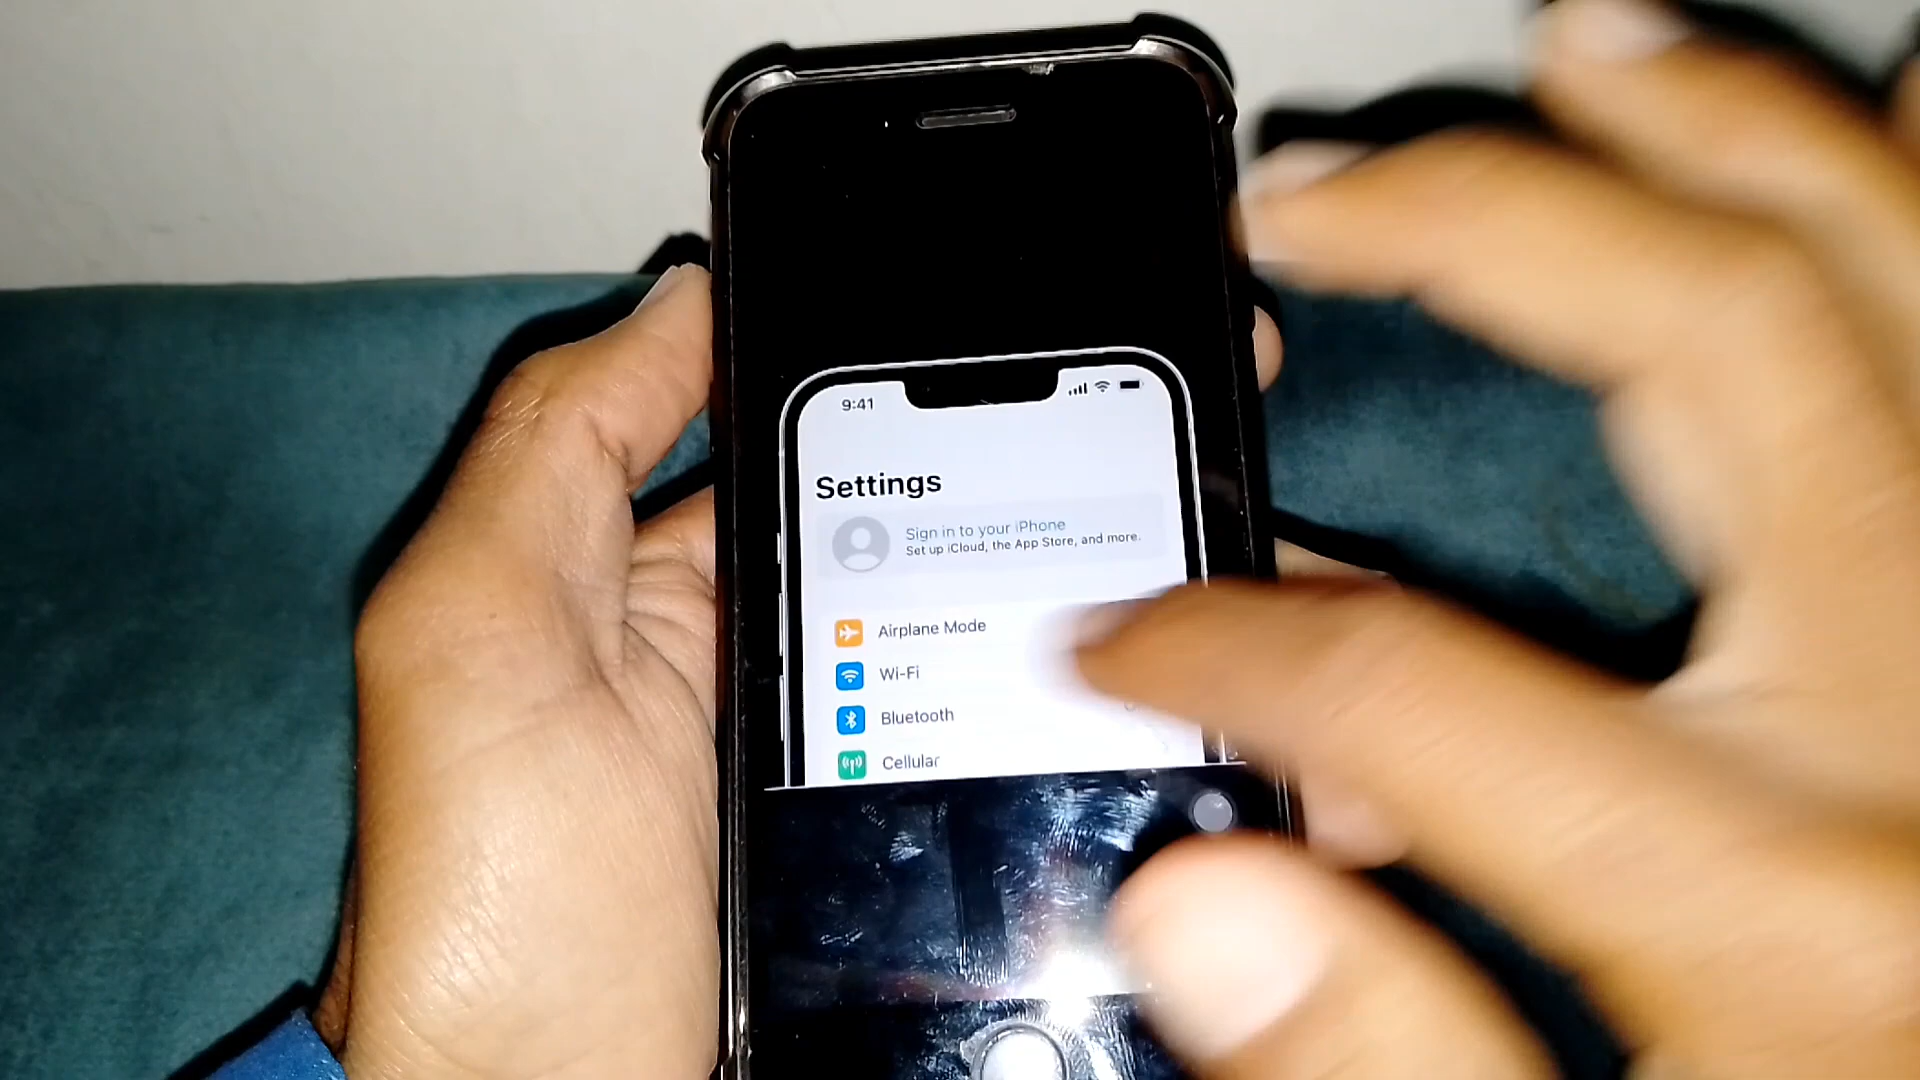 9:41
Settings
Sign in to your iPhone
Set up iCloud, the App Store, and more.
Airplane Mode
Wi-Fi
Bluetooth
Cellular